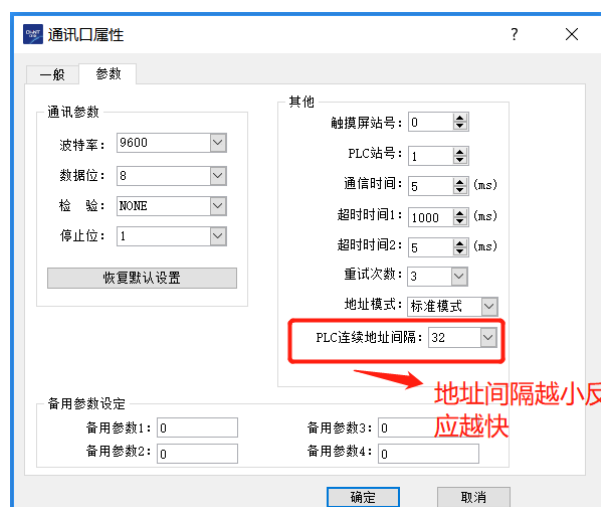 通讯口属性
?
一般
参数
通讯参数
波特率: 9600
数据位: 8
检 验: NONE
停止位: 1
恢复默认设置
其他
触摸屏站号: 0
PLC站号: 1
通信时间: 5 (ms)
超时时间1: 1000 (ms)
超时时间2: 5 (ms)
重试次数: 3
地址模式: 标准模式
PLC连续地址间隔: 32
地址间隔越小反
应越快
备用参数设定
备用参数1: 0
备用参数3: 0
备用参数2: 0
备用参数4: 0
确定
取消